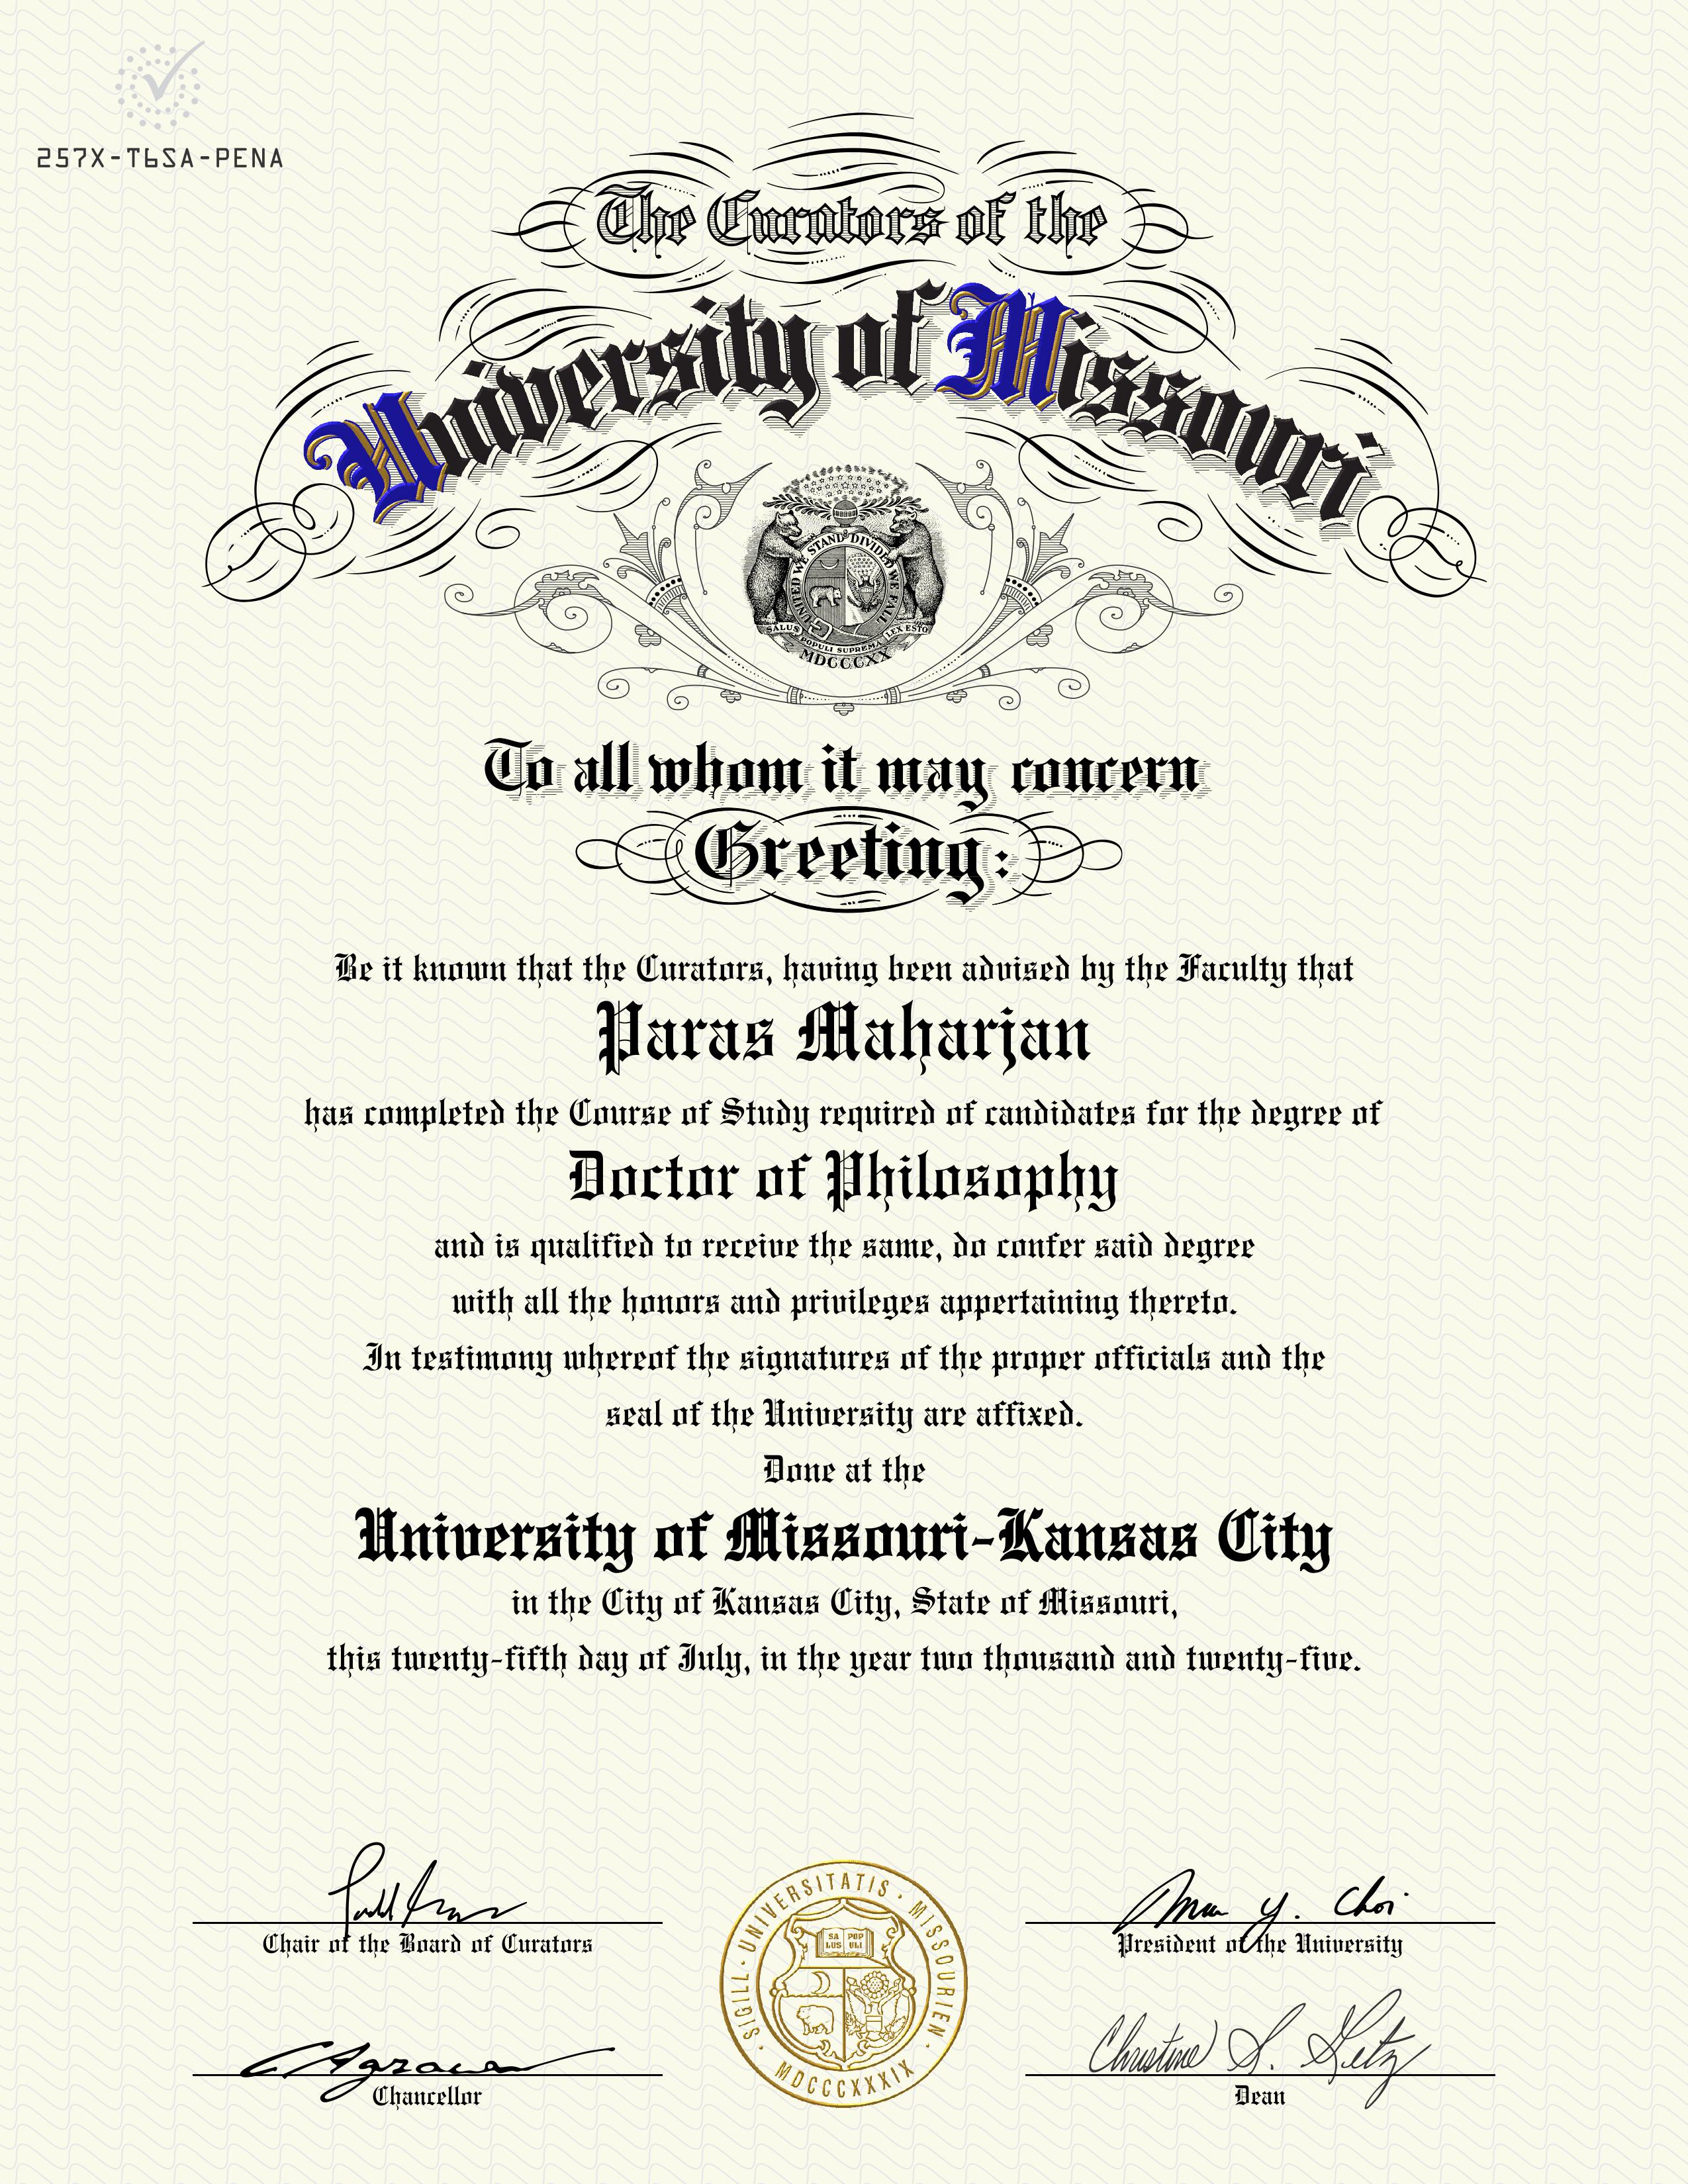 257X-T6SA-PENA
The Curators of the
University of Missouri
UNITED WE STAND DIVIDED WE FALL
SALUS POPULI SUPREMA LEX ESTO
MDCCCXX
To all whom it may concern
Greeting:
Be it known that the Curators, having been advised by the Faculty that
Paras Maharjan
has completed the Course of Study required of candidates for the degree of
Doctor of Philosophy
and is qualified to receive the same, do confer said degree
with all the honors and privileges appertaining thereto.
In testimony whereof the signatures of the proper officials and the
seal of the University are affixed.
Done at the
University of Missouri-Kansas City
in the City of Kansas City, State of Missouri,
this twenty-fifth day of July, in the year two thousand and twenty-five.
Todd
Chair of the Board of Curators
Y. Choi
President of the University
SIGILL · UNIVERSITATIS · MISSOURIEN · MDCCCXXXIX
SA LUS POP ULI
C Agrawal
Chancellor
Christine S. Getz
Dean